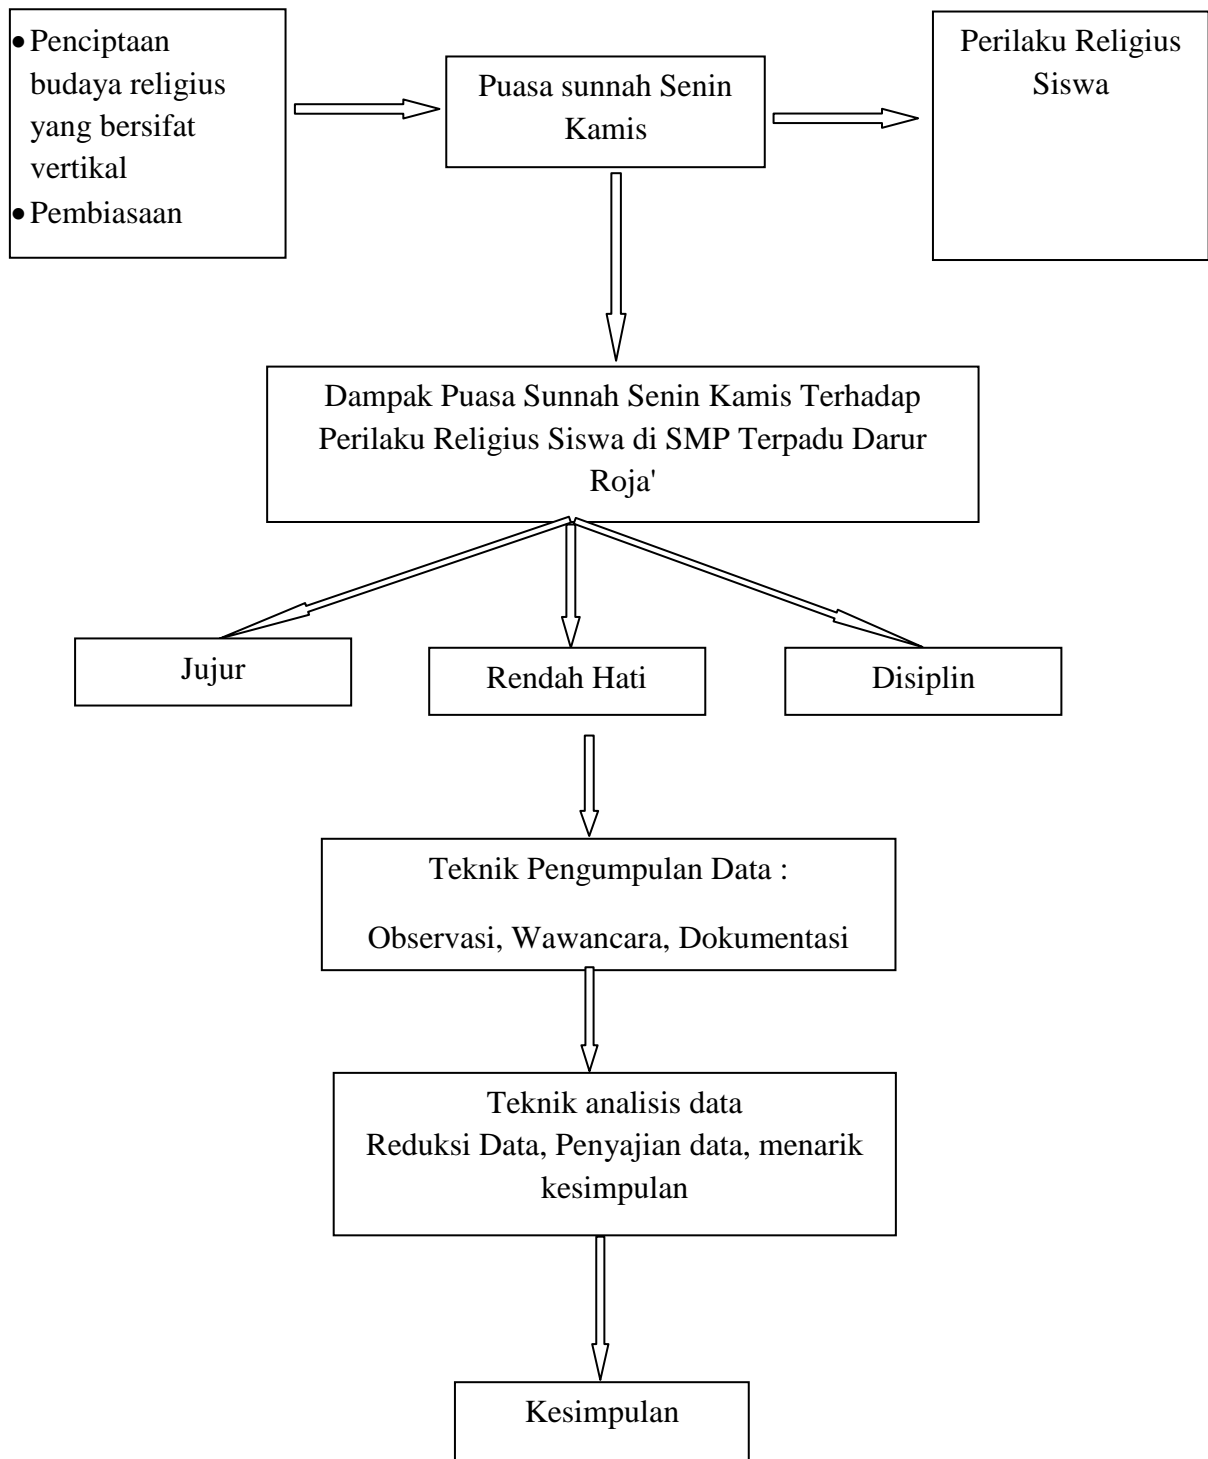 • Penciptaan
budaya religius
yang bersifat
vertikal
• Pembiasaan
Puasa sunnah Senin
Kamis
Perilaku Religius
Siswa
Dampak Puasa Sunnah Senin Kamis Terhadap
Perilaku Religius Siswa di SMP Terpadu Darur
Roja'
Jujur
Rendah Hati
Disiplin
Teknik Pengumpulan Data :
Observasi, Wawancara, Dokumentasi
Teknik analisis data
Reduksi Data, Penyajian data, menarik
kesimpulan
Kesimpulan